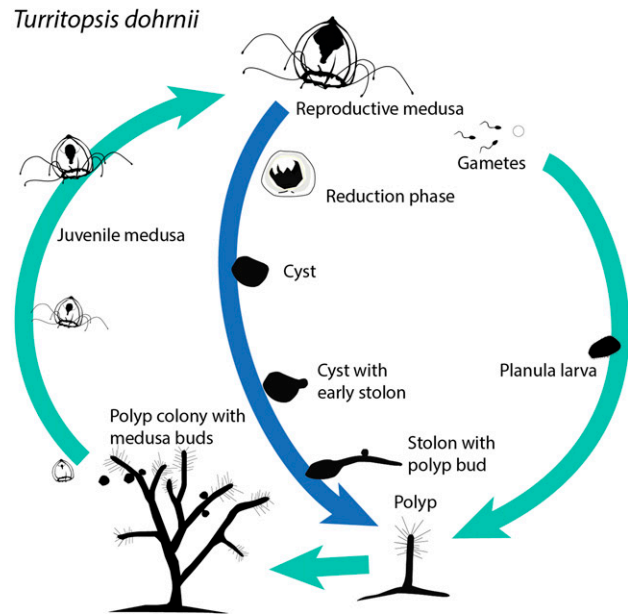 Turritopsis dohrnii
Reproductive medusa
Gametes
Reduction phase
Juvenile medusa
Cyst
Planula larva
Cyst with
early stolon
Polyp colony with
medusa buds
Stolon with
polyp bud
Polyp